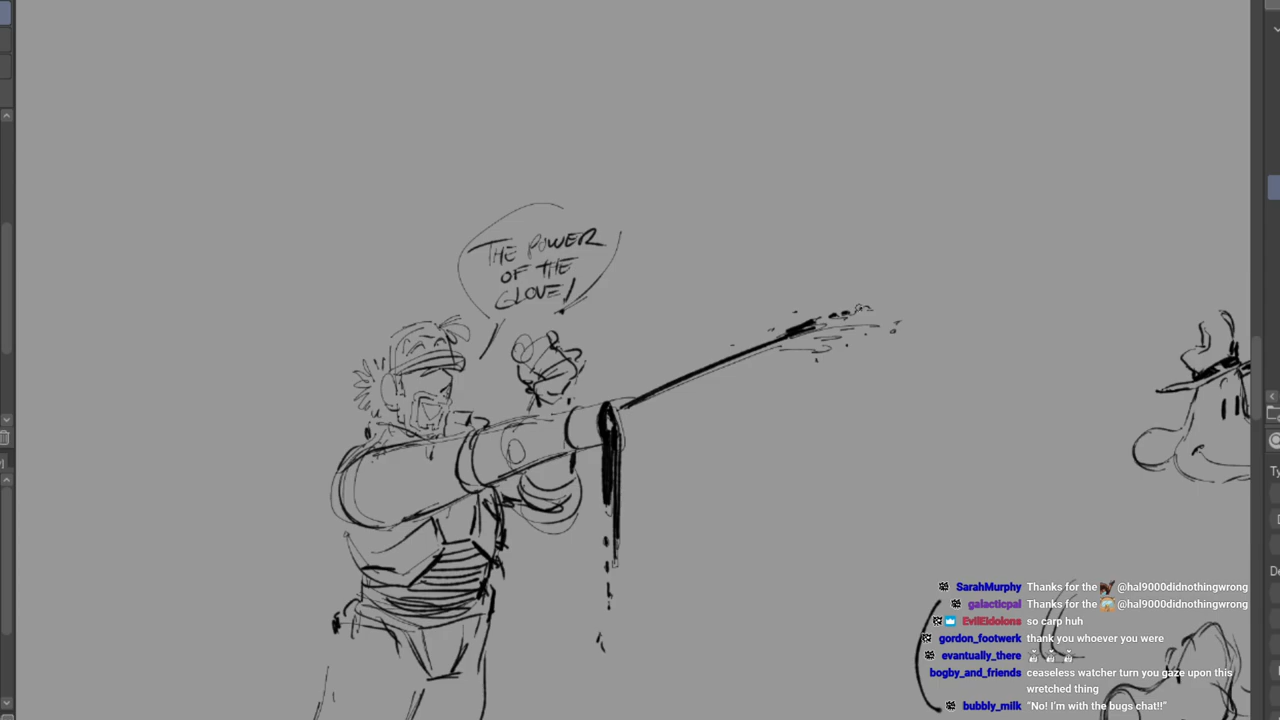 THE POWER
OF THE
GLOVE!
SarahMurphy Thanks for the @hal9000didnothingwrong
galacticpal Thanks for the @hal9000didnothingwrong
EvilEidolons so carp huh
gordon_footwerk thank you whoever you were
evantually_there
bogby_and_friends ceaseless watcher turn you gaze upon this
wretched thing
bubbly_milk "No! I'm with the bugs chat!!"
Ty
De